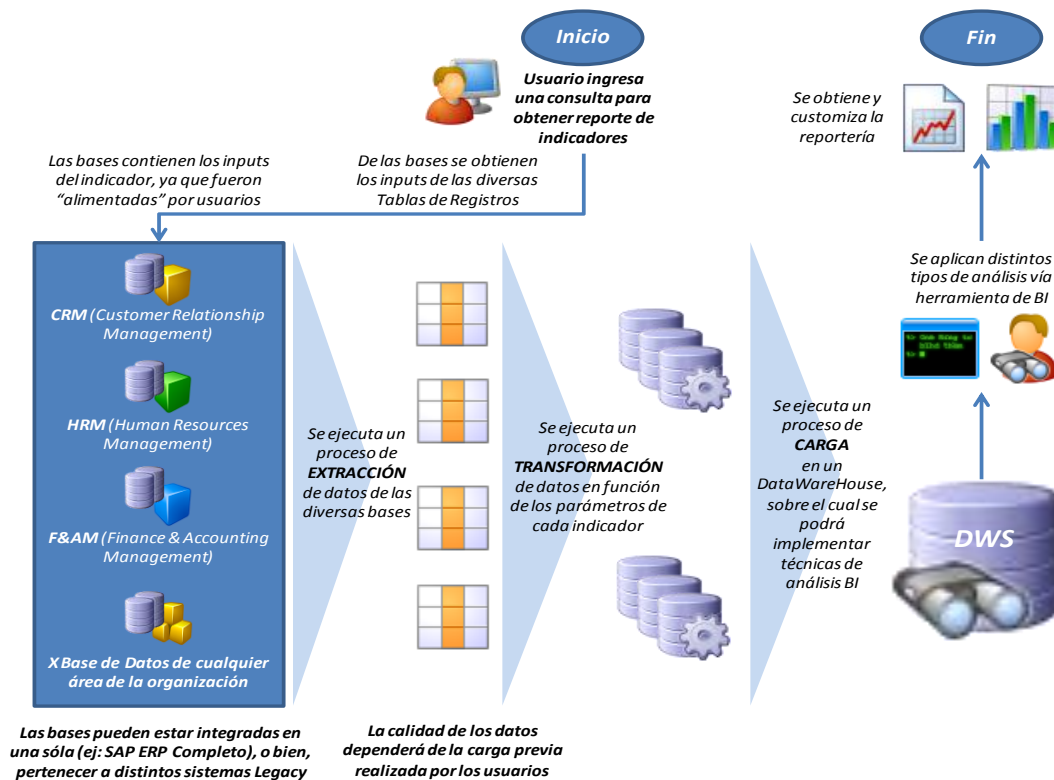 Inicio
Usuario ingresa
una consulta para
obtener reporte de
indicadores
Fin
Se obtiene y
customiza la
reportería
Las bases contienen los inputs
del indicador, ya que fueron
“alimentadas” por usuarios
De las bases se obtienen
los inputs de las diversas
Tablas de Registros
CRM (Customer Relationship
Management)
HRM (Human Resources
Management)
F&AM (Finance & Accounting
Management)
X Base de Datos de cualquier
área de la organización
Se ejecuta un
proceso de
EXTRACCIÓN
de datos de las
diversas bases
Se ejecuta un
proceso de
TRANSFORMACIÓN
de datos en función
de los parámetros de
cada indicador
Se ejecuta un
proceso de
CARGA
en un
DataWareHouse,
sobre el cual se
podrá
implementar
técnicas de
análisis BI
Se aplican distintos
tipos de análisis vía
herramienta de BI
DWS
Las bases pueden estar integradas en
una sóla (ej: SAP ERP Completo), o bien,
pertenecer a distintos sistemas Legacy
La calidad de los datos
dependerá de la carga previa
realizada por los usuarios